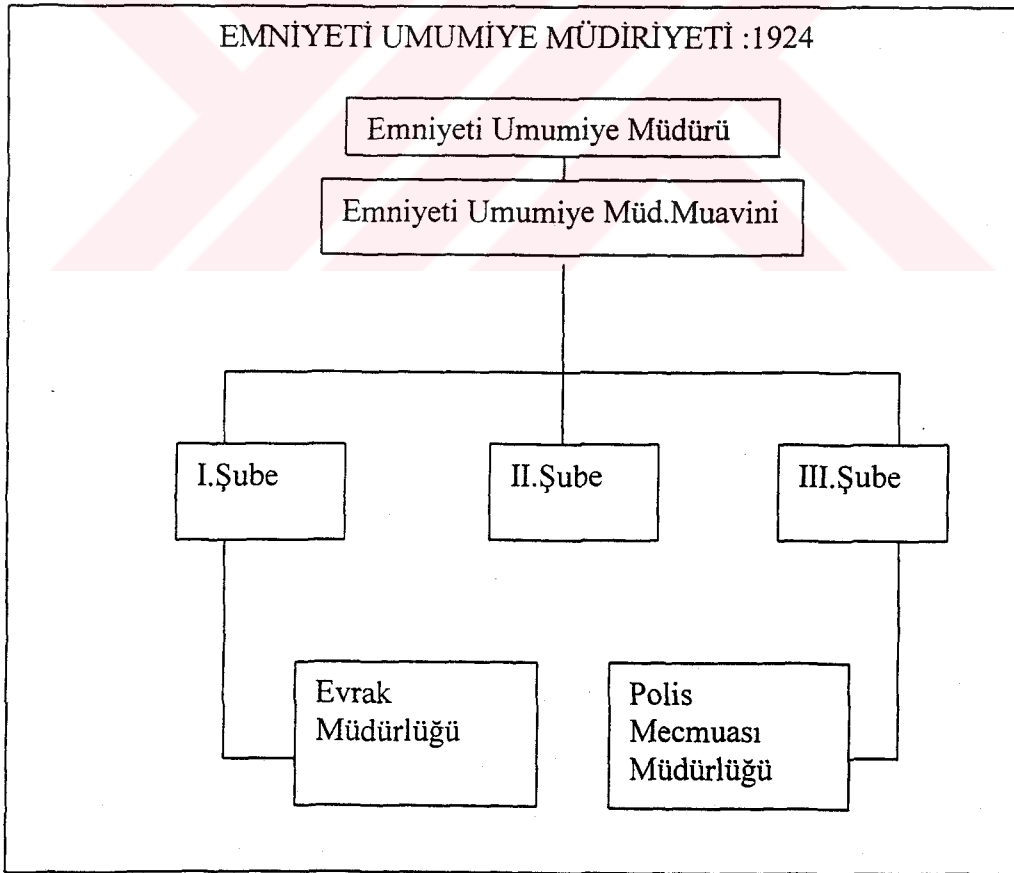 EMNİYETİ UMUMİYE MÜDİRİYETİ :1924
Emniyeti Umumiye Müdürü
Emniyeti Umumiye Müd.Muavini
I.Şube
II.Şube
III.Şube
Evrak
Müdürlüğü
Polis
Mecmuası
Müdürlüğü